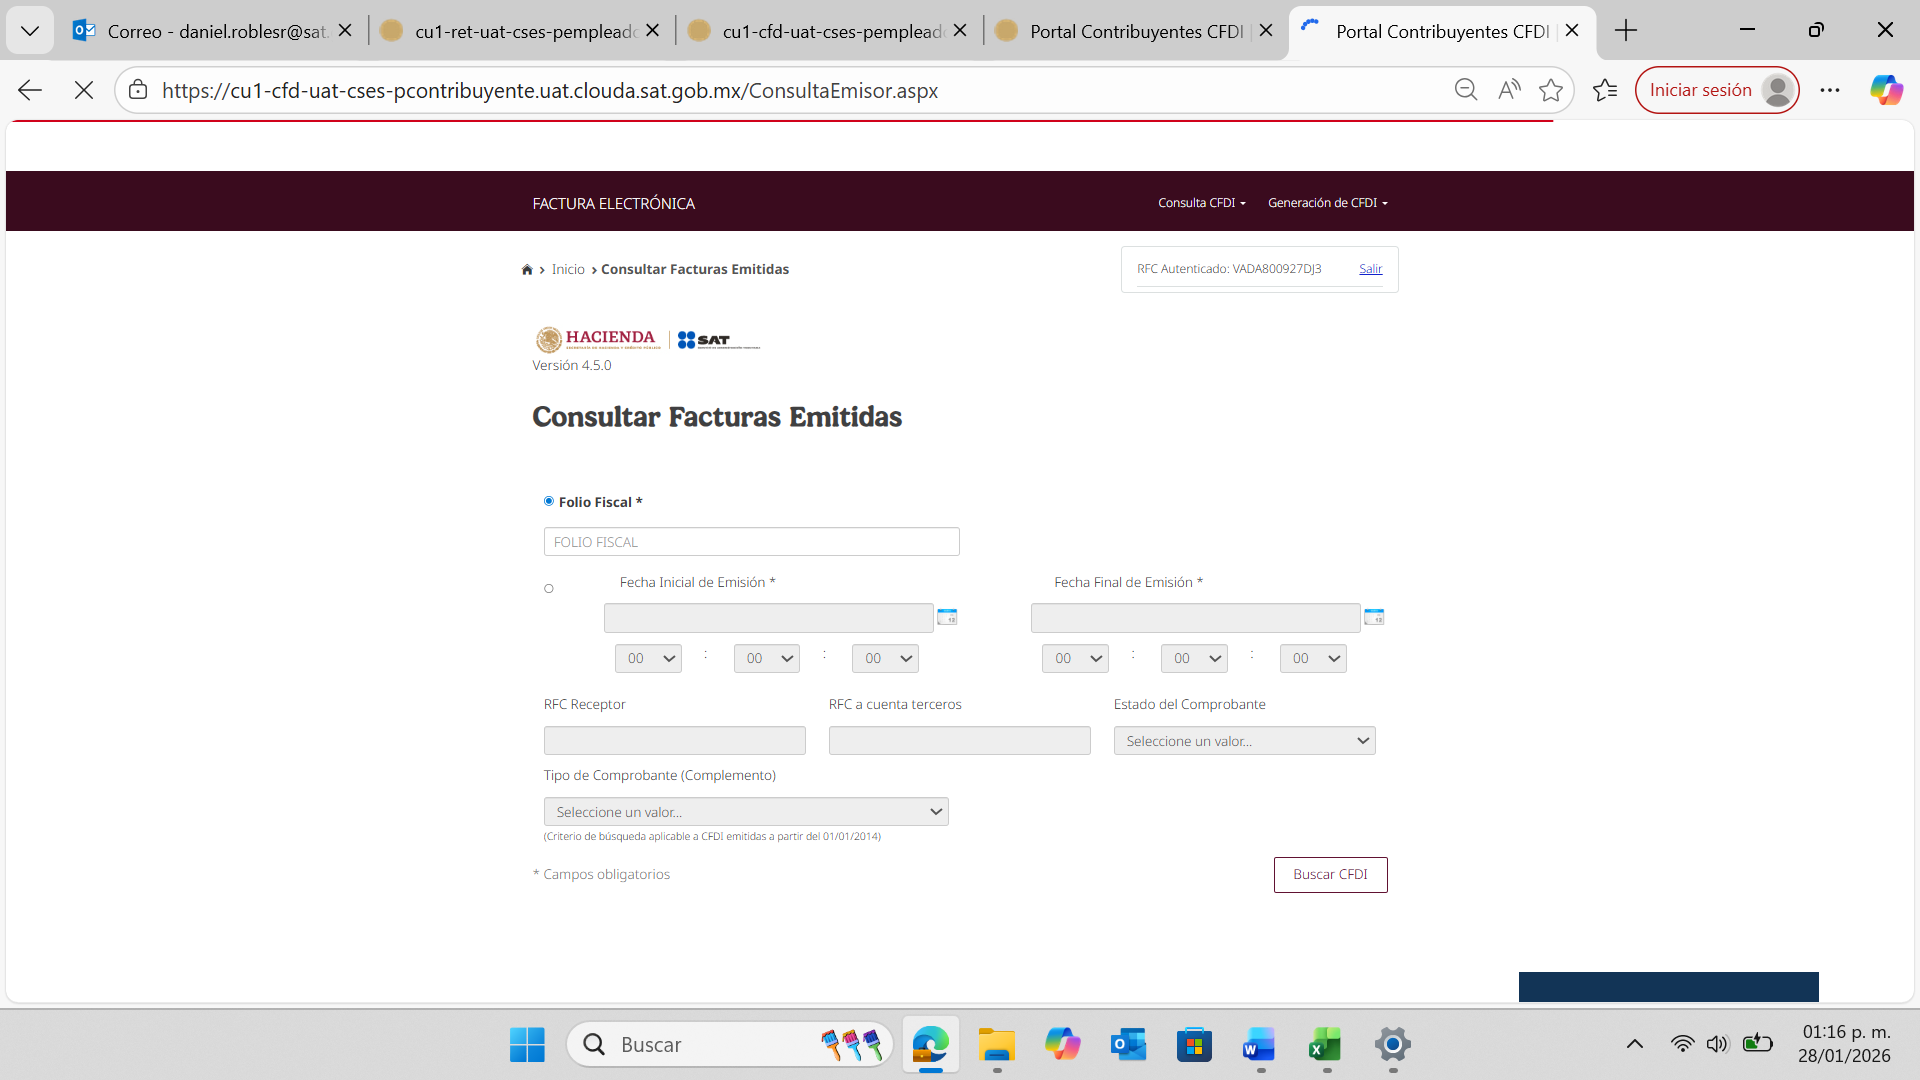 Correo - daniel.roblesr@sat.
cu1-ret-uat-cses-pempleado
cu1-cfd-uat-cses-pemplead
Portal Contribuyentes CFDI |
Portal Contribuyentes CFDI |
https://cu1-cfd-uat-cses-pcontribuyente.uat.clouda.sat.gob.mx/ConsultaEmisor.aspx
Iniciar sesión
FACTURA ELECTRÓNICA
Consulta CFDI
Generación de CFDI
Inicio
Consultar Facturas Emitidas
RFC Autenticado: VADA800927DJ3
Salir
HACIENDA
SAT
Versión 4.5.0
Consultar Facturas Emitidas
Folio Fiscal *
FOLIO FISCAL
Fecha Inicial de Emisión *
Fecha Final de Emisión *
00 : 00 : 00
00 : 00 : 00
RFC Receptor
RFC a cuenta terceros
Estado del Comprobante
Seleccione un valor...
Tipo de Comprobante (Complemento)
Seleccione un valor...
(Criterio de búsqueda aplicable a CFDI emitidas a partir del 01/01/2014)
* Campos obligatorios
Buscar CFDI
Buscar
01:16 p. m.
28/01/2026